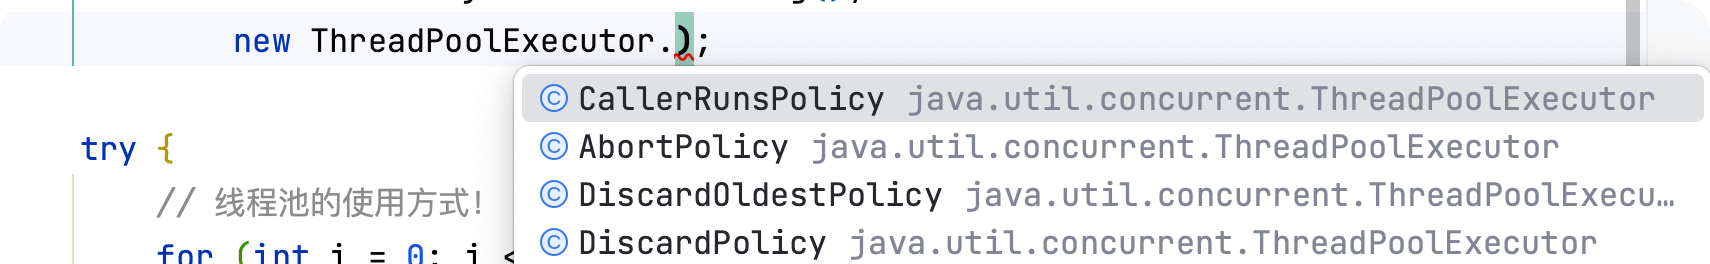 new ThreadPoolExecutor.);
CallerRunsPolicy java.util.concurrent.ThreadPoolExecutor
AbortPolicy java.util.concurrent.ThreadPoolExecutor
try {
DiscardOldestPolicy java.util.concurrent.ThreadPoolExecu…
// 线程池的使用方式!
DiscardPolicy java.util.concurrent.ThreadPoolExecutor
for (int i = 0; i <